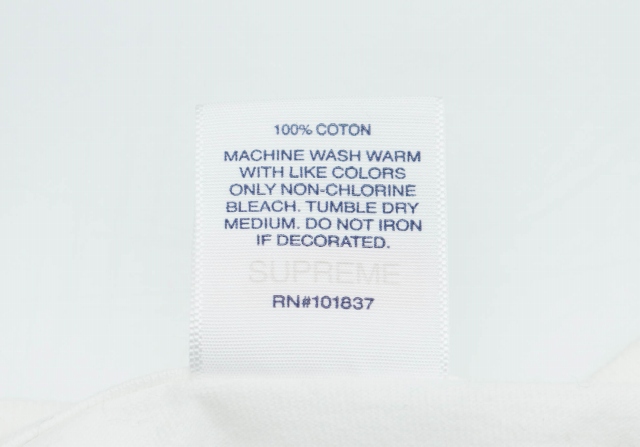 100% COTON
MACHINE WASH WARM
WITH LIKE COLORS
ONLY NON-CHLORINE
BLEACH. TUMBLE DRY
MEDIUM. DO NOT IRON
IF DECORATED.
SUPREME
RN#101837